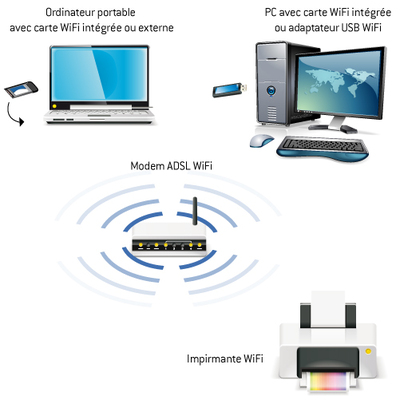 Ordinateur portable
avec carte WiFi intégrée ou externe
PC avec carte WiFi intégrée
ou adaptateur USB WiFi
Modem ADSL WiFi
Impirmante WiFi